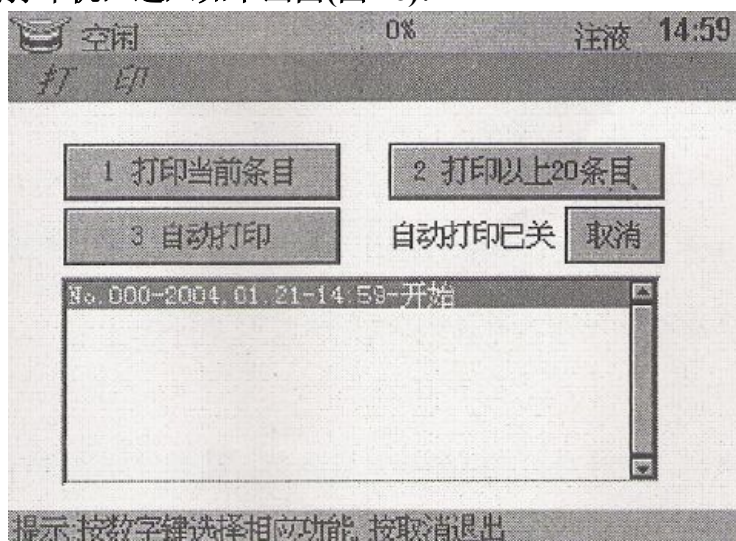 空闲 0% 注液 14:59
打 印
1 打印当前条目 2 打印以上20条目
3 自动打印 自动打印已关 取消
No.000-2004.01.21-14:59-开始
提示:按数字键选择相应功能,按取消退出